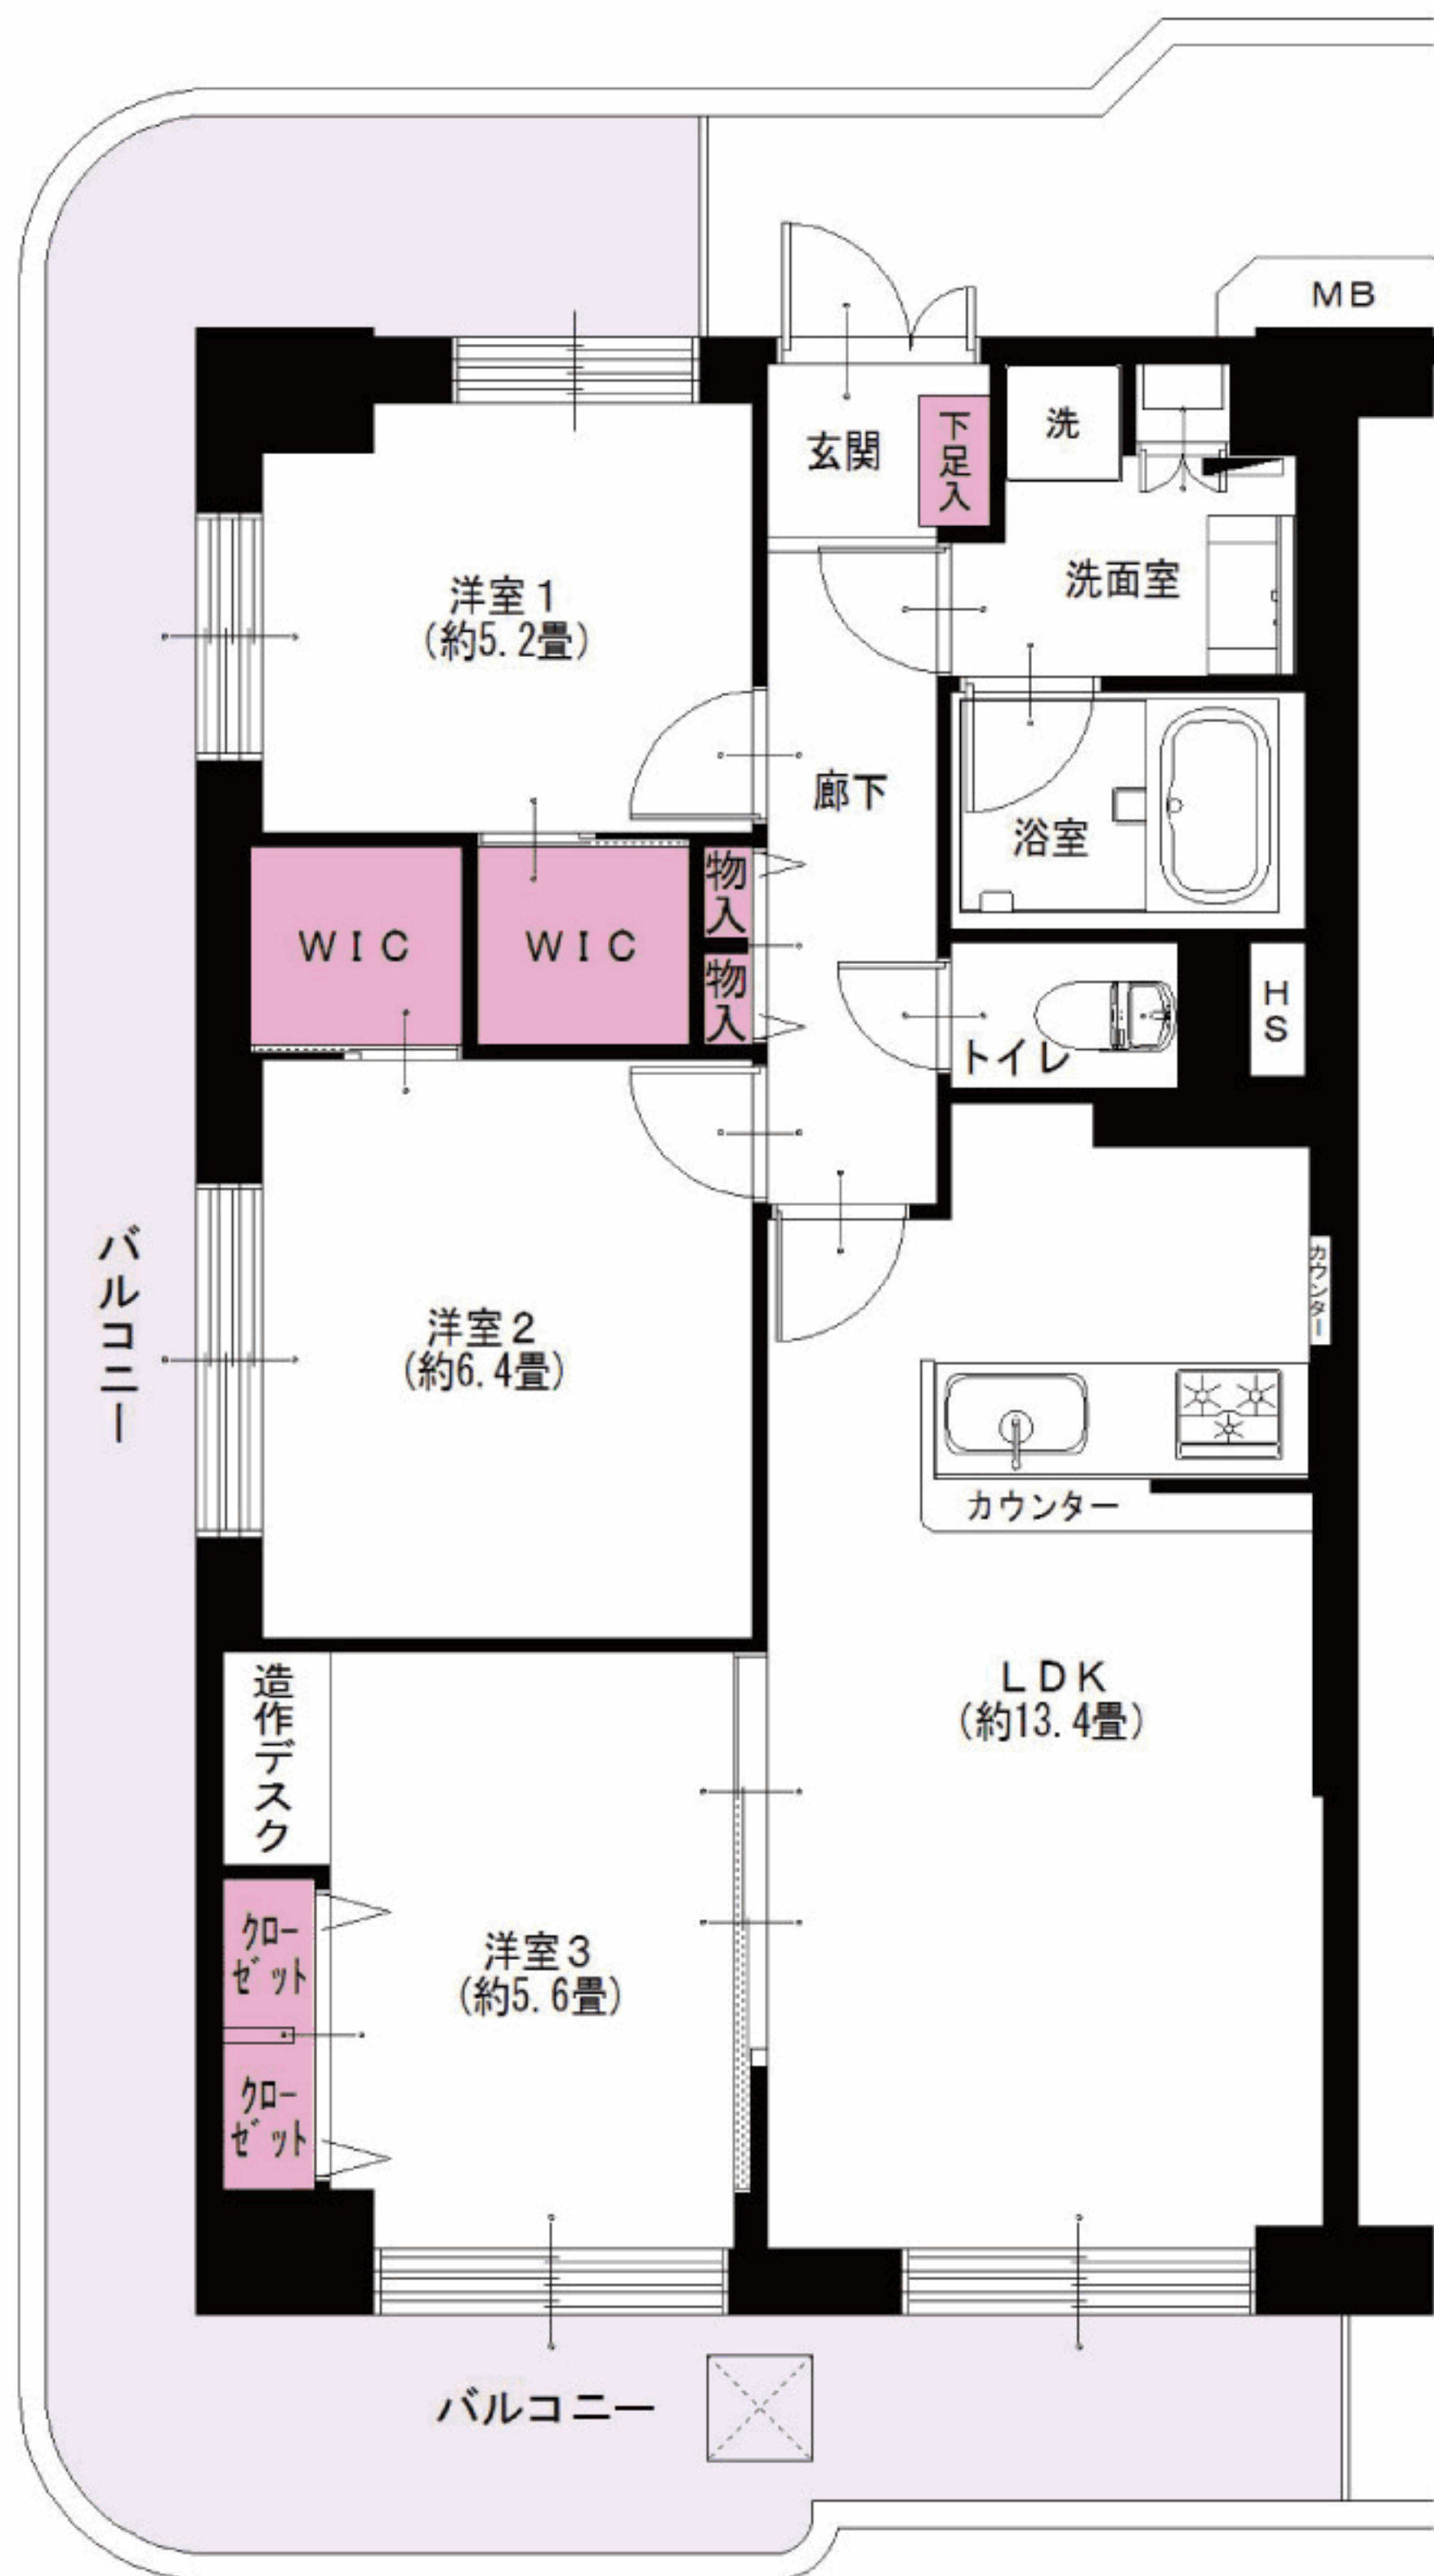 ＭＢ
玄関
下足入
洗
洗面室
洋室１
(約5.2畳)
廊下
浴室
物入
ＷＩＣ
ＷＩＣ
物入
ＨＳ
トイレ
カウンター
バルコニー
洋室２
(約6.4畳)
カウンター
造作デスク
ＬＤＫ
(約13.4畳)
クローゼット
洋室３
(約5.6畳)
クローゼット
バルコニー